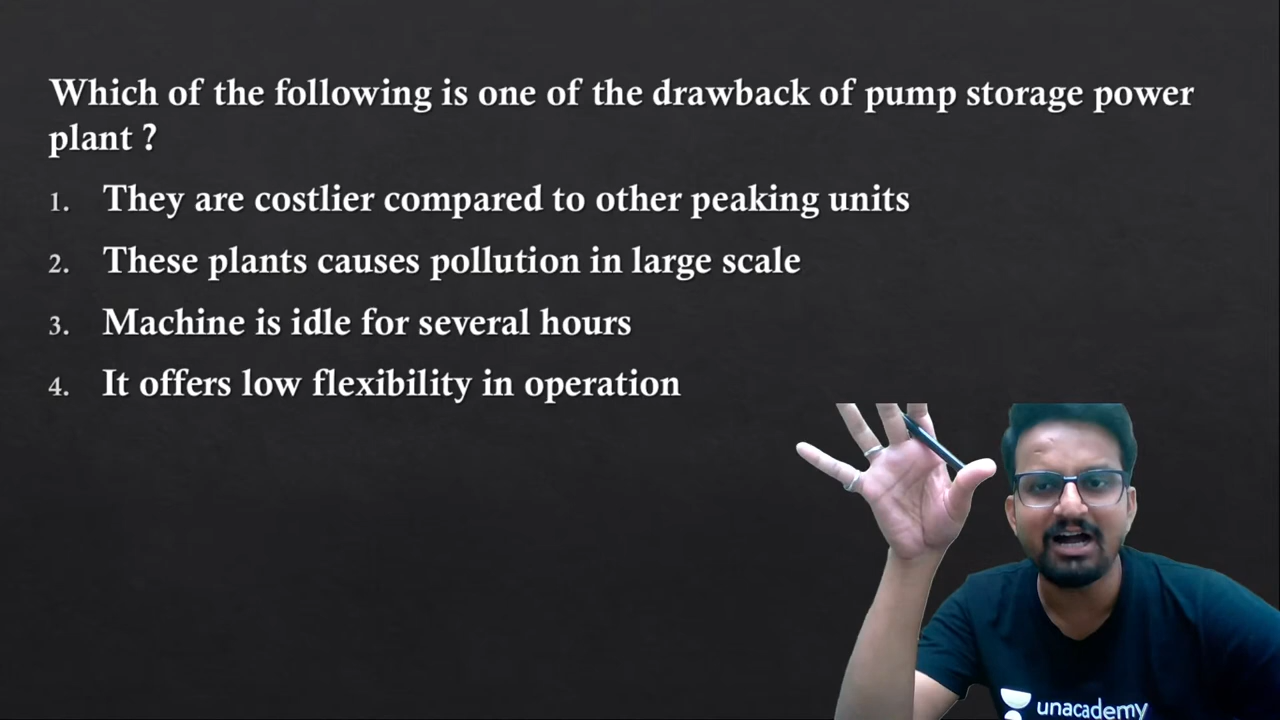 Which of the following is one of the drawback of pump storage power
plant ?
1. They are costlier compared to other peaking units
2. These plants causes pollution in large scale
3. Machine is idle for several hours
4. It offers low flexibility in operation
unacademy